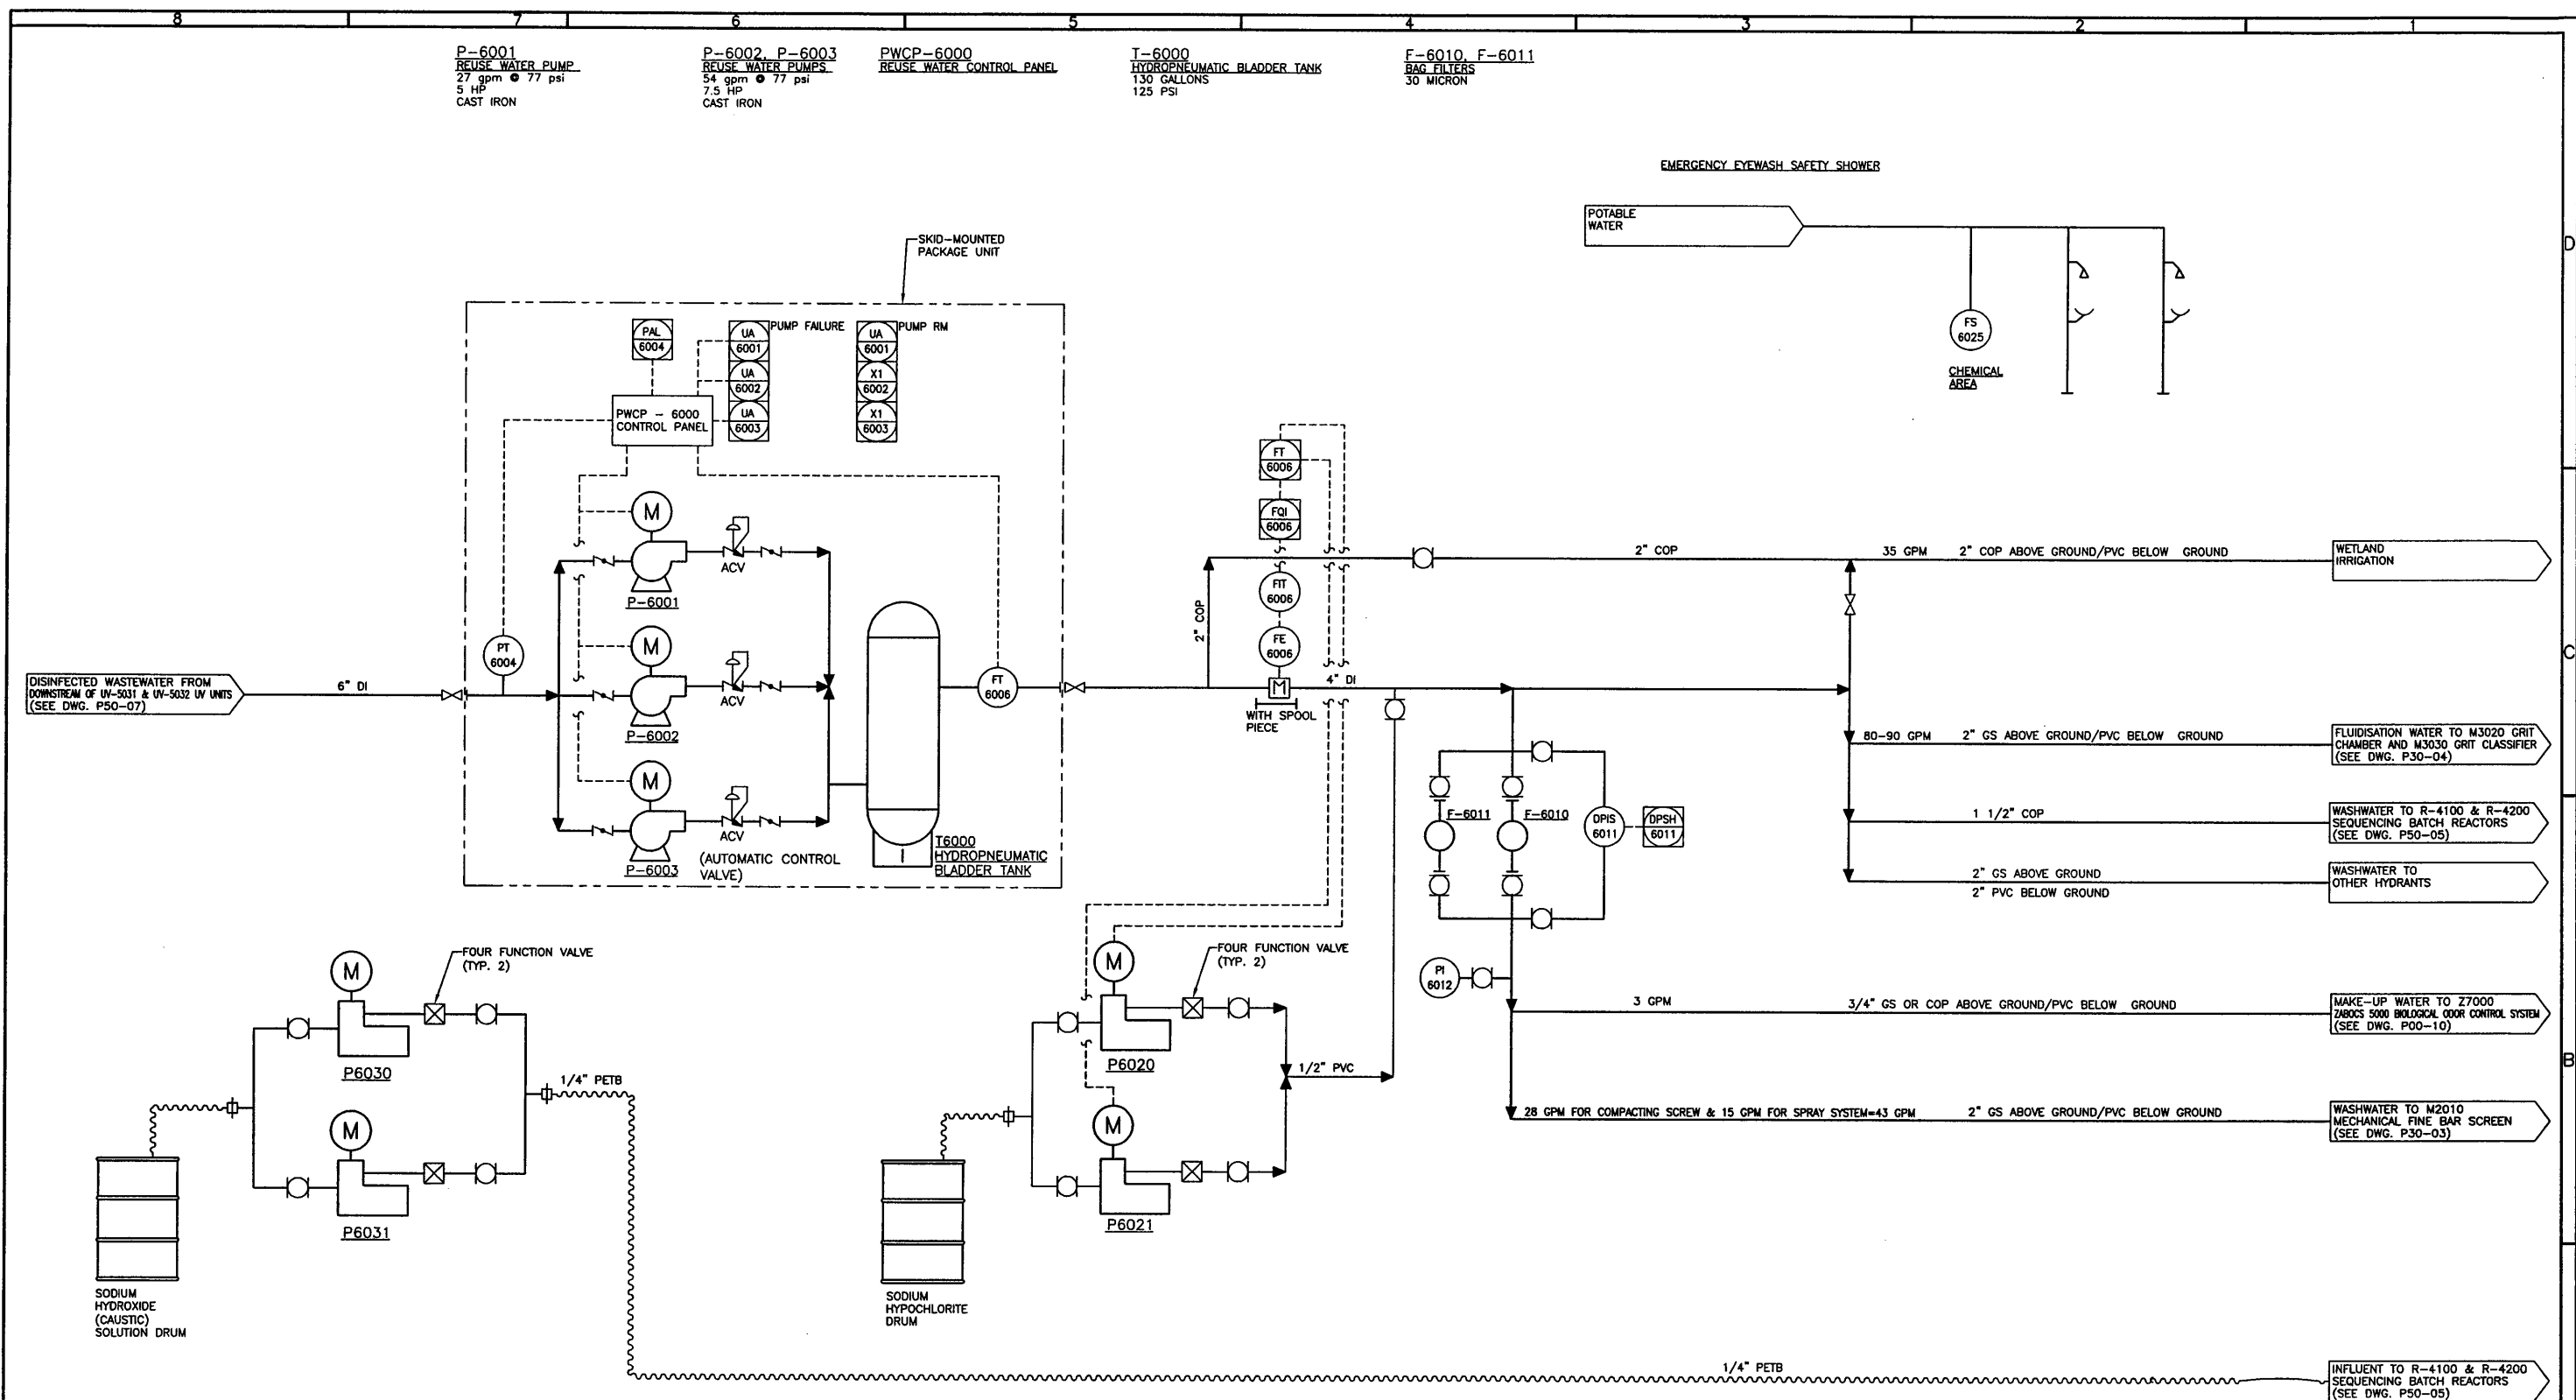 8 7 6 5 4 3 2 1
P-6001
REUSE WATER PUMP
27 gpm @ 77 psi
5 HP
CAST IRON
P-6002, P-6003
REUSE WATER PUMPS
54 gpm @ 77 psi
7.5 HP
CAST IRON
PWCP-6000
REUSE WATER CONTROL PANEL
T-6000
HYDROPNEUMATIC BLADDER TANK
130 GALLONS
125 PSI
F-6010, F-6011
BAG FILTERS
30 MICRON
EMERGENCY EYEWASH SAFETY SHOWER
POTABLE
WATER
D
FS
6025
CHEMICAL
AREA
SKID-MOUNTED
PACKAGE UNIT
PAL
6004
UA
6001
UA
6002
UA
6003
PUMP FAILURE
UA
6001
X1
6002
X1
6003
PUMP RM
PWCP - 6000
CONTROL PANEL
M
ACV
P-6001
M
ACV
P-6002
M
ACV
P-6003
(AUTOMATIC CONTROL
VALVE)
PT
6004
DISINFECTED WASTEWATER FROM
DOWNSTREAM OF UV-5031 & UV-5032 UV UNITS
(SEE DWG. P50-07)
6" DI
T6000
HYDROPNEUMATIC
BLADDER TANK
FT
6006
FT
6006
FQI
6006
FIT
6006
FE
6006
M
WITH SPOOL
PIECE
2" COP
4" DI
2" COP
35 GPM 2" COP ABOVE GROUND/PVC BELOW GROUND
WETLAND
IRRIGATION
C
80-90 GPM 2" GS ABOVE GROUND/PVC BELOW GROUND
FLUIDISATION WATER TO M3020 GRIT
CHAMBER AND M3030 GRIT CLASSIFIER
(SEE DWG. P30-04)
1 1/2" COP
WASHWATER TO R-4100 & R-4200
SEQUENCING BATCH REACTORS
(SEE DWG. P50-05)
2" GS ABOVE GROUND
2" PVC BELOW GROUND
WASHWATER TO
OTHER HYDRANTS
F-6011
F-6010
DPIS
6011
DPSH
6011
PI
6012
3 GPM 3/4" GS OR COP ABOVE GROUND/PVC BELOW GROUND
MAKE-UP WATER TO Z7000
ZABOCS 5000 BIOLOGICAL ODOR CONTROL SYSTEM
(SEE DWG. P00-10)
B
28 GPM FOR COMPACTING SCREW & 15 GPM FOR SPRAY SYSTEM=43 GPM 2" GS ABOVE GROUND/PVC BELOW GROUND
WASHWATER TO M2010
MECHANICAL FINE BAR SCREEN
(SEE DWG. P30-03)
FOUR FUNCTION VALVE
(TYP. 2)
M
P6030
M
P6031
1/4" PETB
SODIUM
HYDROXIDE
(CAUSTIC)
SOLUTION DRUM
FOUR FUNCTION VALVE
(TYP. 2)
M
P6020
M
P6021
1/2" PVC
SODIUM
HYPOCHLORITE
DRUM
1/4" PETB
INFLUENT TO R-4100 & R-4200
SEQUENCING BATCH REACTORS
(SEE DWG. P50-05)